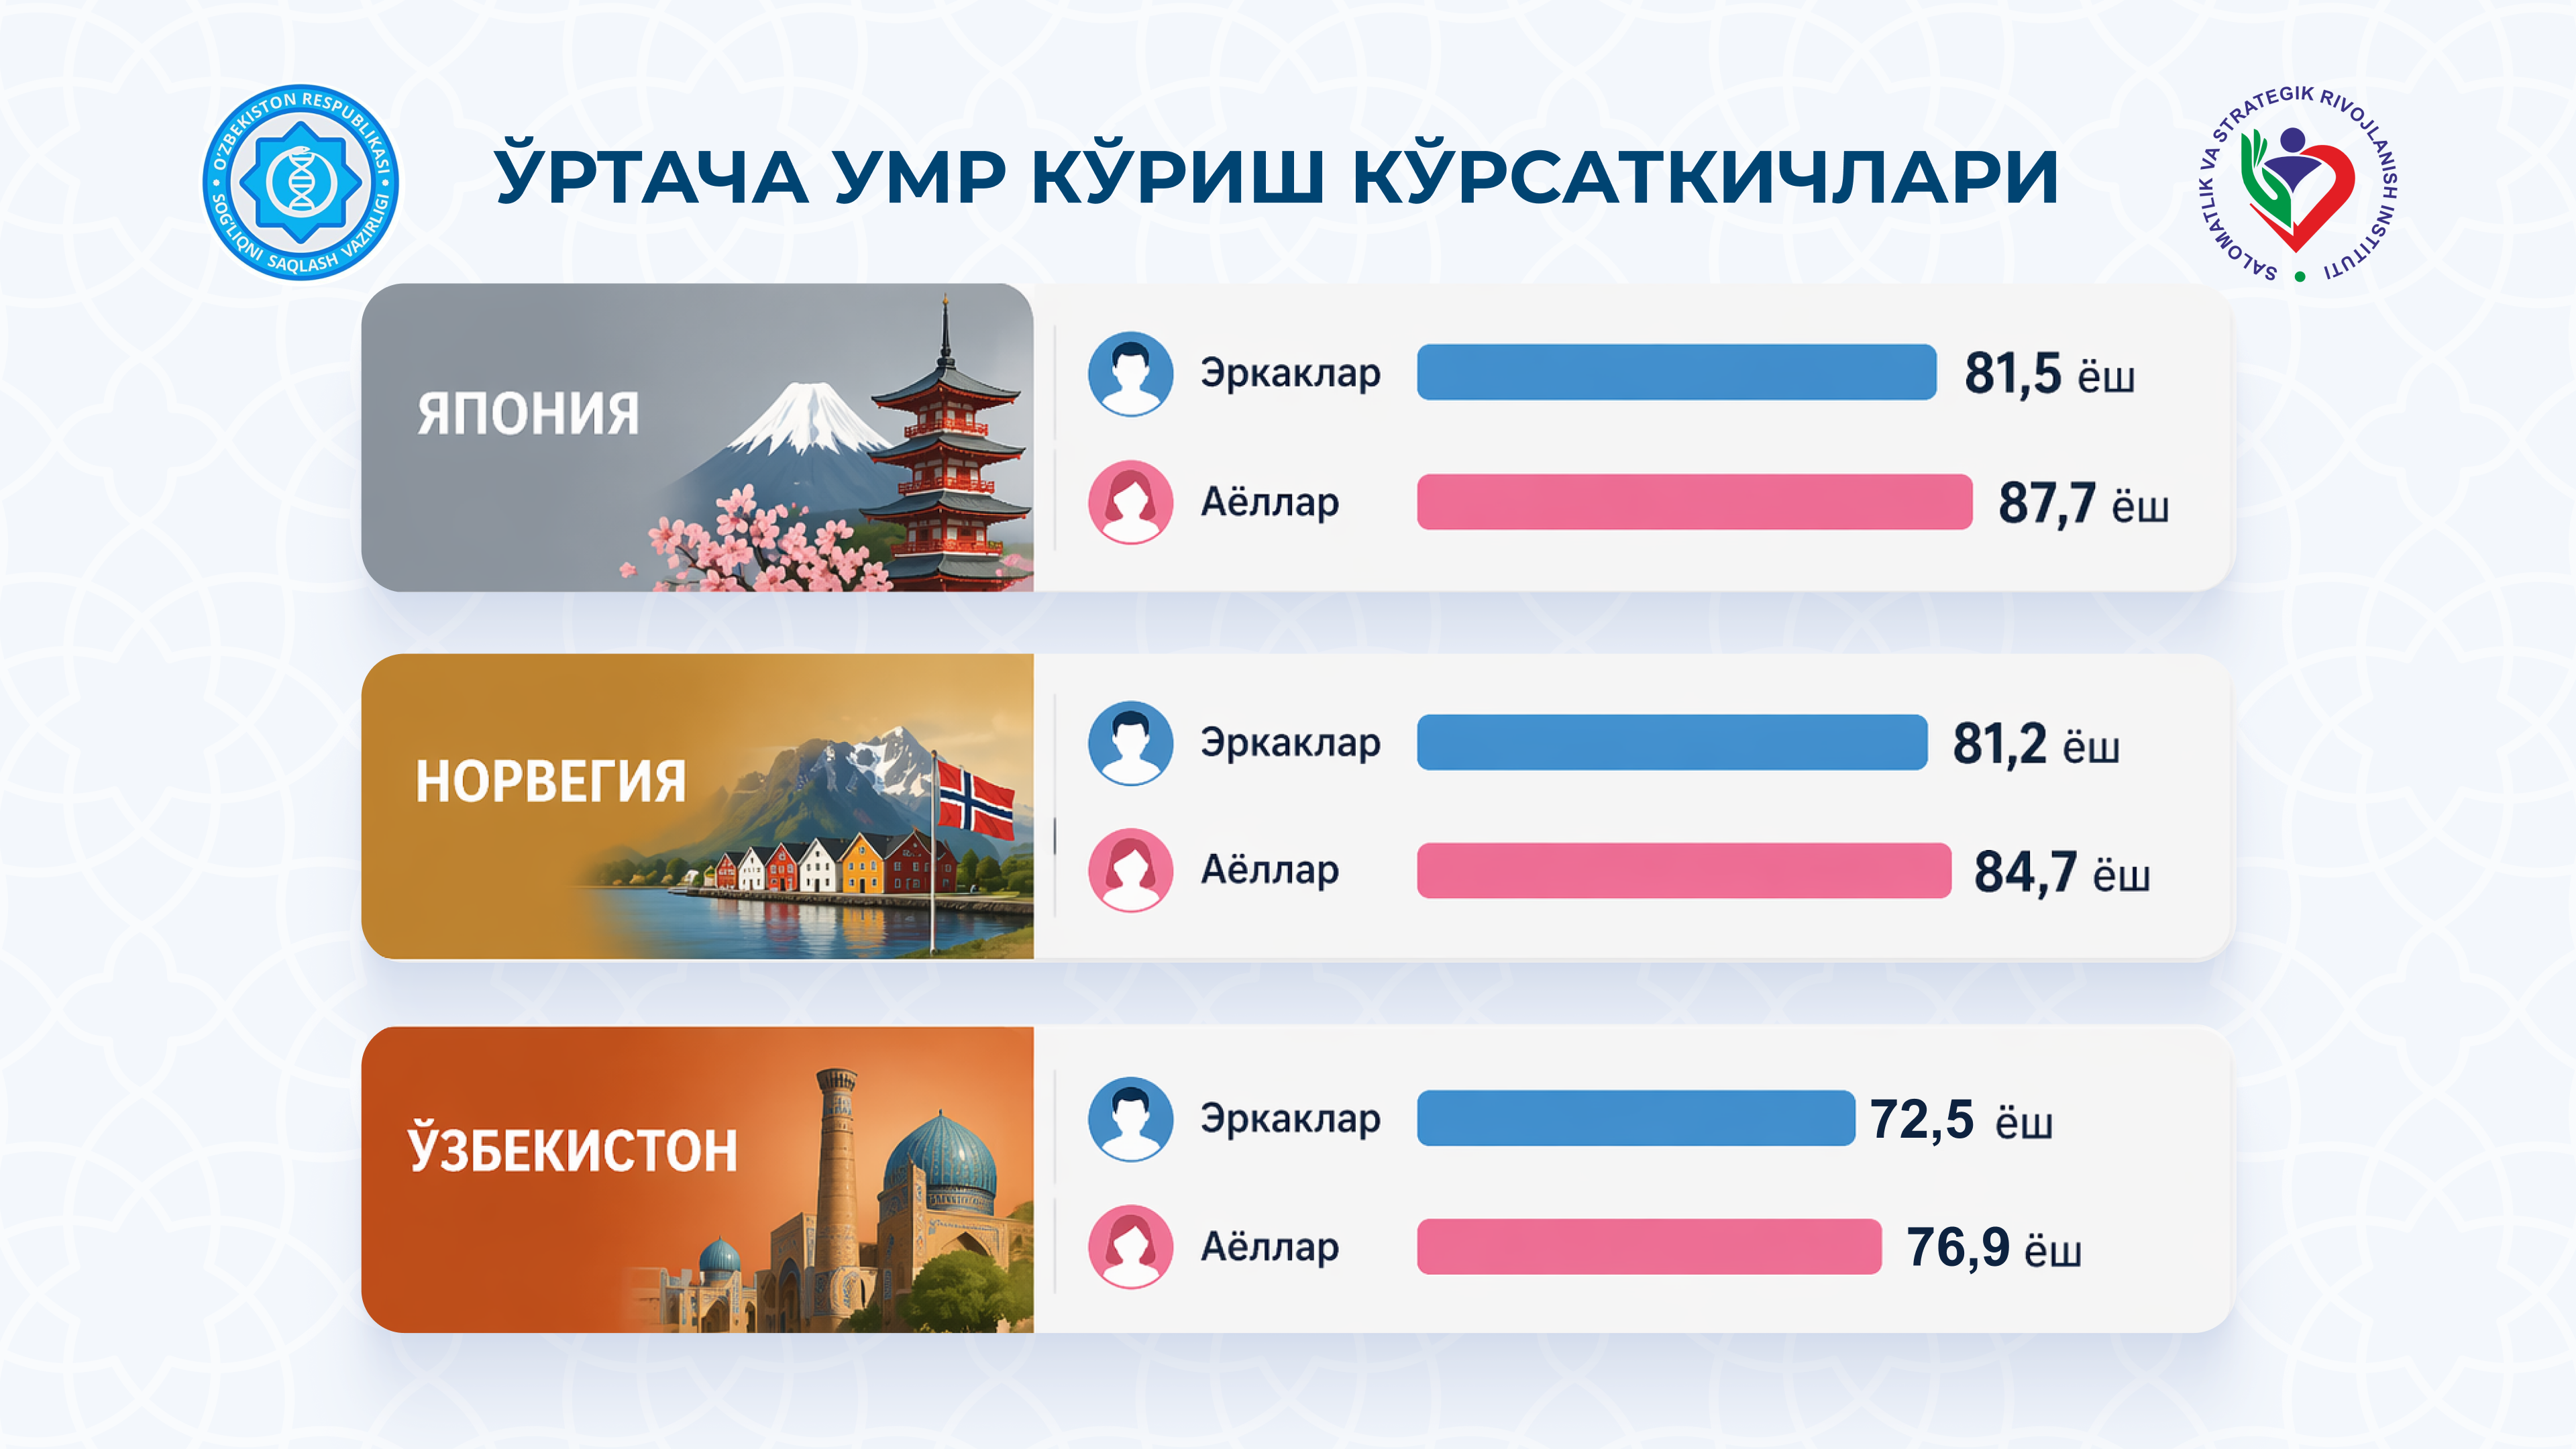 O'ZBEKISTON RESPUBLIKASI
SOG'LIQNI SAQLASH VAZIRLIGI
ЎРТАЧА УМР КЎРИШ КЎРСАТКИЧЛАРИ
SALOMATLIK VA STRATEGIK RIVOJLANISH INSTITUTI
ЯПОНИЯ
Эркаклар 81,5 ёш
Аёллар 87,7 ёш
НОРВЕГИЯ
Эркаклар 81,2 ёш
Аёллар 84,7 ёш
ЎЗБЕКИСТОН
Эркаклар 72,5 ёш
Аёллар 76,9 ёш